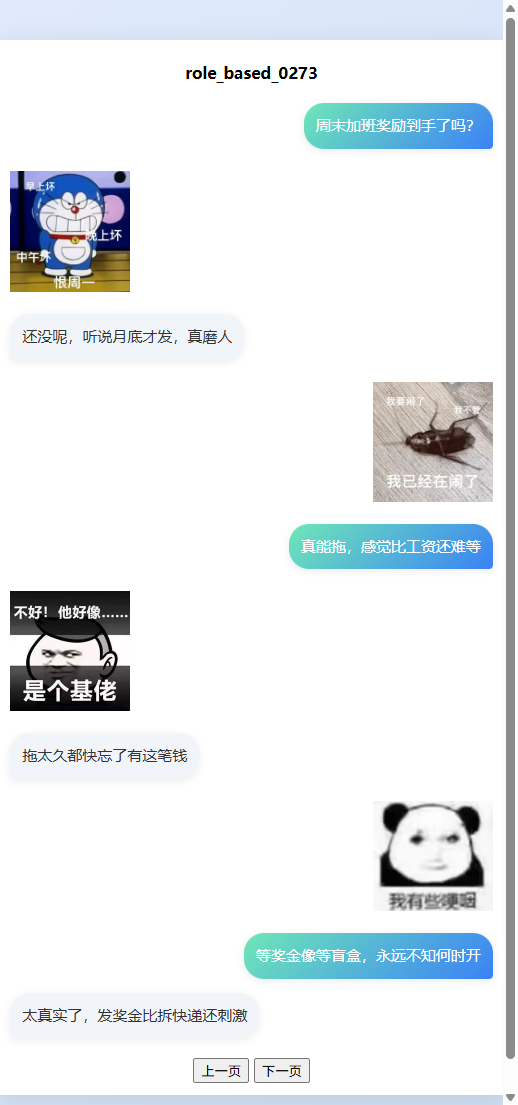 role_based_0273
周末加班奖励到手了吗？
早上坏
晚上坏
中午坏
恨周一
还没呢，听说月底才发，真磨人
我要闹了
我不管
我已经在闹了
真能拖，感觉比工资还难等
不好！他好像……
是个基佬
拖太久都快忘了有这笔钱
我有些哽咽
等奖金像等盲盒，永远不知何时开
太真实了，发奖金比拆快递还刺激
上一页 下一页